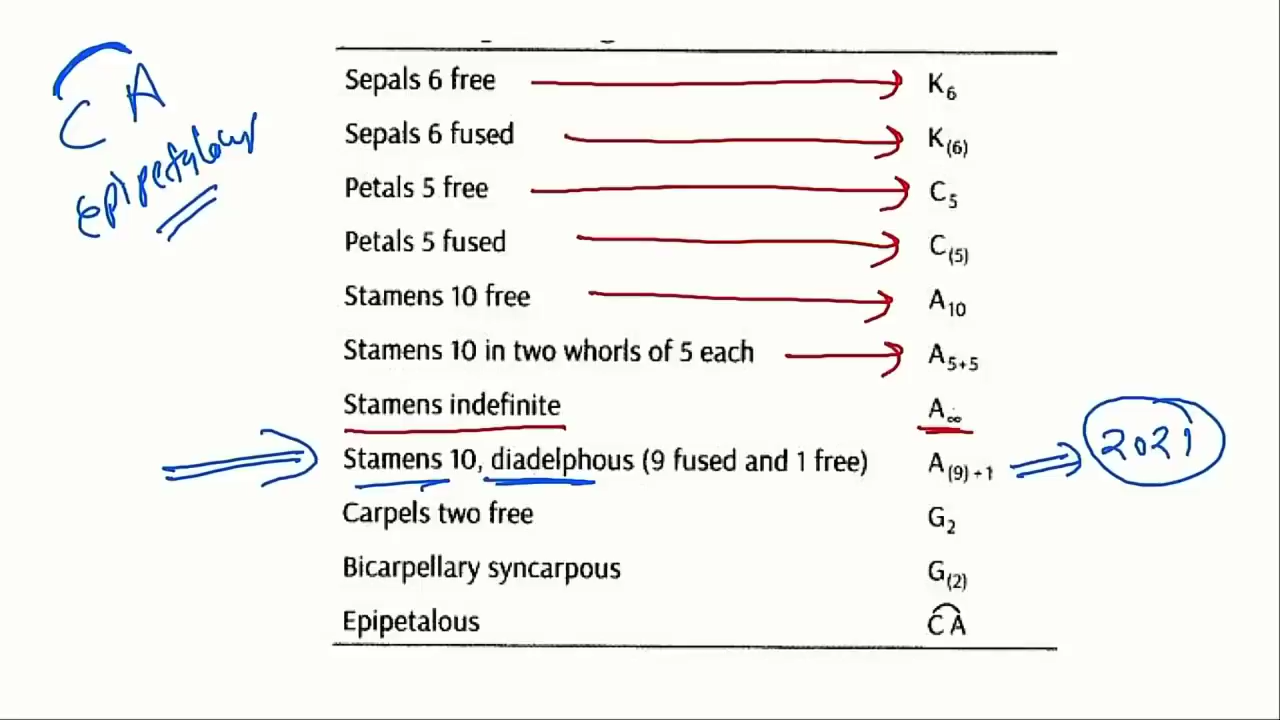 C A
epipetalous
Sepals 6 free K₆
Sepals 6 fused K₍₆₎
Petals 5 free C₅
Petals 5 fused C₍₅₎
Stamens 10 free A₁₀
Stamens 10 in two whorls of 5 each A₅₊₅
Stamens indefinite A∞
Stamens 10, diadelphous (9 fused and 1 free) A₍₉₎₊₁
2021
Carpels two free G₂
Bicarpellary syncarpous G₍₂₎
Epipetalous C A